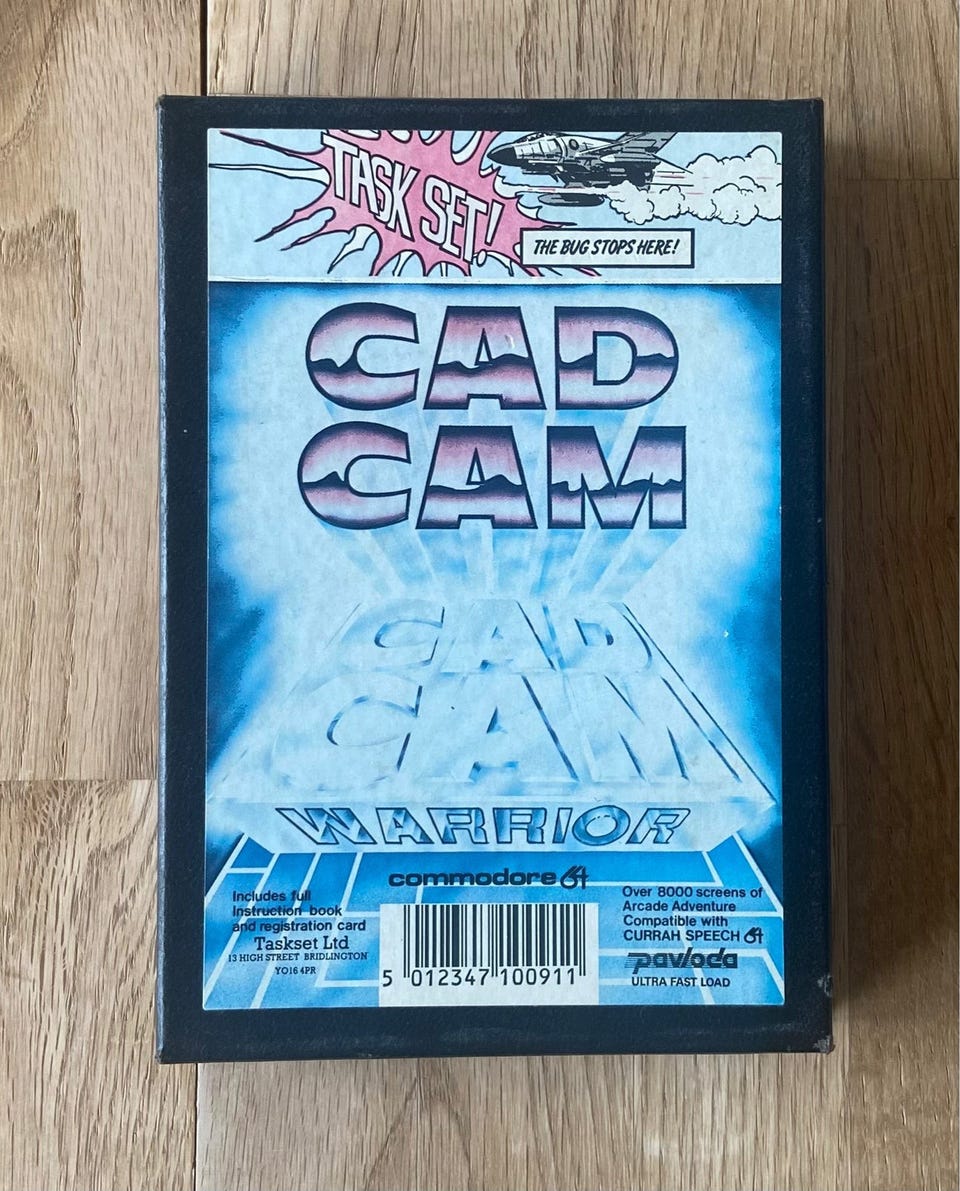 TASK SET!
THE BUG STOPS HERE!
CAD
CAM
CAD
CAM
WARRIOR
commodore 64
Includes full
Instruction book
and registration card
Taskset Ltd
13 HIGH STREET BRIDLINGTON
YO16 4PR
5 012347 100911
Over 8000 screens of
Arcade Adventure
Compatible with
CURRAH SPEECH 64
pavloda
ULTRA FAST LOAD